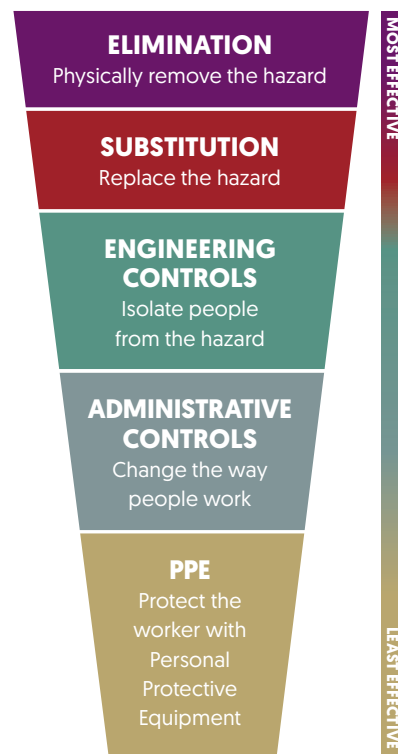 ELIMINATION
Physically remove the hazard
SUBSTITUTION
Replace the hazard
ENGINEERING
CONTROLS
Isolate people
from the hazard
ADMINISTRATIVE
CONTROLS
Change the way
people work
PPE
Protect the
worker with
Personal
Protective
Equipment
MOST EFFECTIVE
LEAST EFFECTIVE